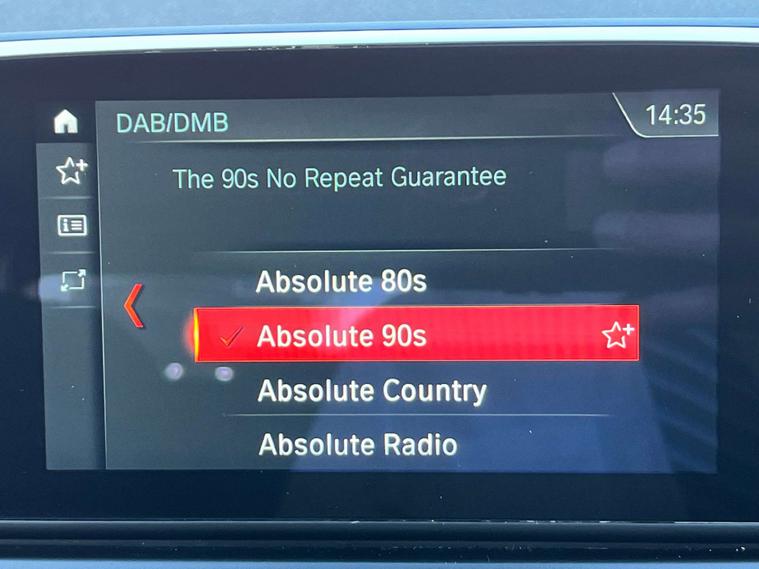 DAB/DMB
14:35
The 90s No Repeat Guarantee
Absolute 80s
Absolute 90s
Absolute Country
Absolute Radio